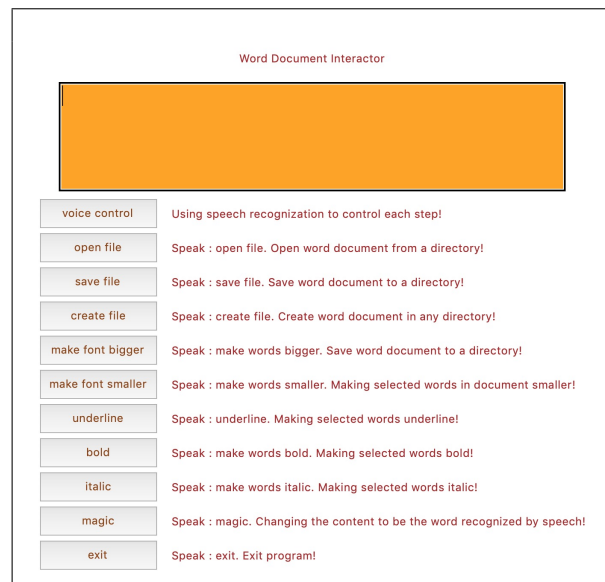 Word Document Interactor
voice control Using speech recognization to control each step!
open file Speak : open file. Open word document from a directory!
save file Speak : save file. Save word document to a directory!
create file Speak : create file. Create word document in any directory!
make font bigger Speak : make words bigger. Save word document to a directory!
make font smaller Speak : make words smaller. Making selected words in document smaller!
underline Speak : underline. Making selected words underline!
bold Speak : make words bold. Making selected words bold!
italic Speak : make words italic. Making selected words italic!
magic Speak : magic. Changing the content to be the word recognized by speech!
exit Speak : exit. Exit program!